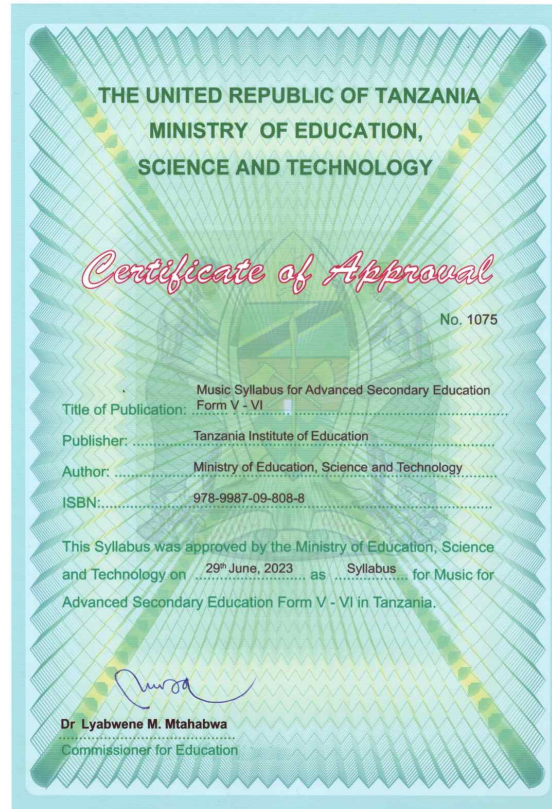 THE UNITED REPUBLIC OF TANZANIA
MINISTRY OF EDUCATION,
SCIENCE AND TECHNOLOGY
Certificate of Approval
No. 1075
Title of Publication: Music Syllabus for Advanced Secondary Education
Form V - VI
Publisher: Tanzania Institute of Education
Author: Ministry of Education, Science and Technology
ISBN: 978-9987-09-808-8
This Syllabus was approved by the Ministry of Education, Science
and Technology on 29th June, 2023 as Syllabus for Music for
Advanced Secondary Education Form V - VI in Tanzania.
Dr Lyabwene M. Mtahabwa
Commissioner for Education